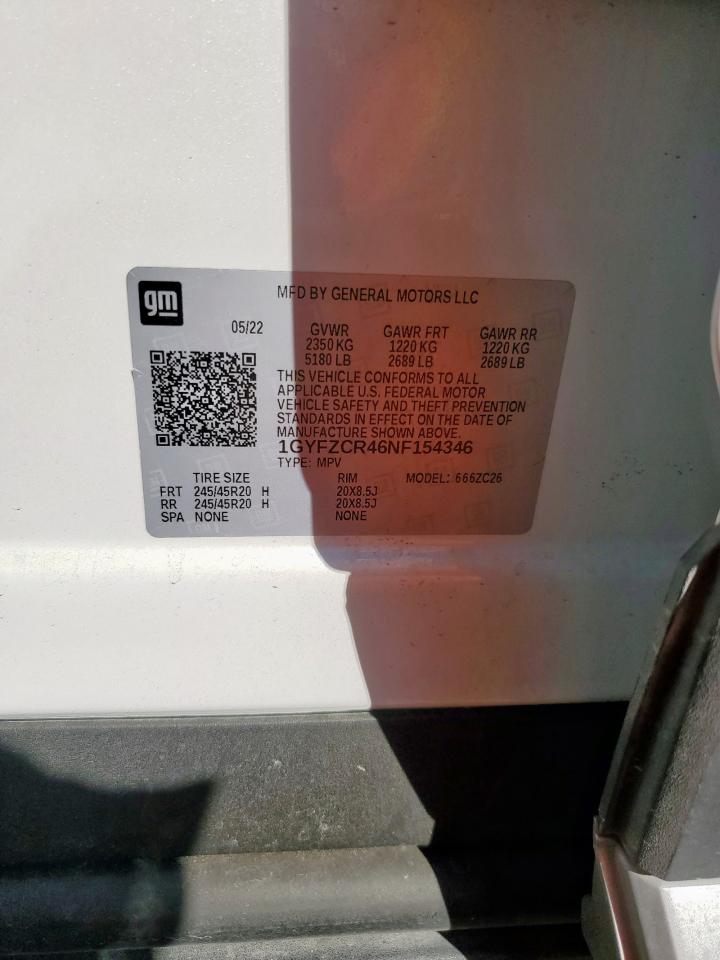 gm
MFD BY GENERAL MOTORS LLC
05/22 GVWR GAWR FRT GAWR RR
2350 KG 1220 KG 1220 KG
5180 LB 2689 LB 2689 LB
THIS VEHICLE CONFORMS TO ALL
APPLICABLE U.S. FEDERAL MOTOR
VEHICLE SAFETY AND THEFT PREVENTION
STANDARDS IN EFFECT ON THE DATE OF
MANUFACTURE SHOWN ABOVE.
1GYFZCR46NF154346
TYPE: MPV
TIRE SIZE RIM MODEL: 666ZC26
FRT 245/45R20 H 20X8.5J
RR 245/45R20 H 20X8.5J
SPA NONE NONE